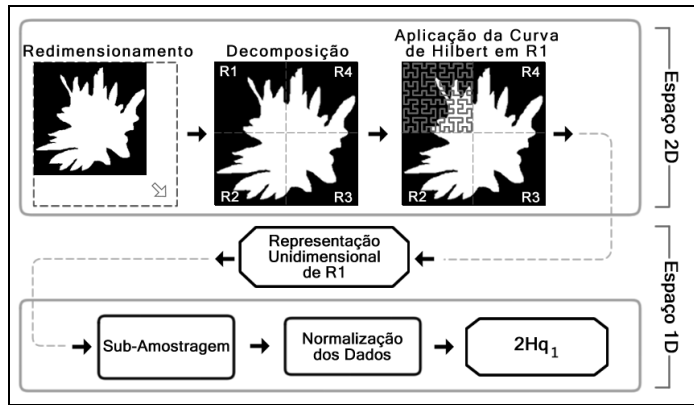 Redimensionamento
Decomposição
Aplicação da Curva
de Hilbert em R1
R1
R4
R2
R3
R4
R2
R3
Espaço 2D
Representação
Unidimensional
de R1
Espaço 1D
Sub-Amostragem
Normalização
dos Dados
2Hq1